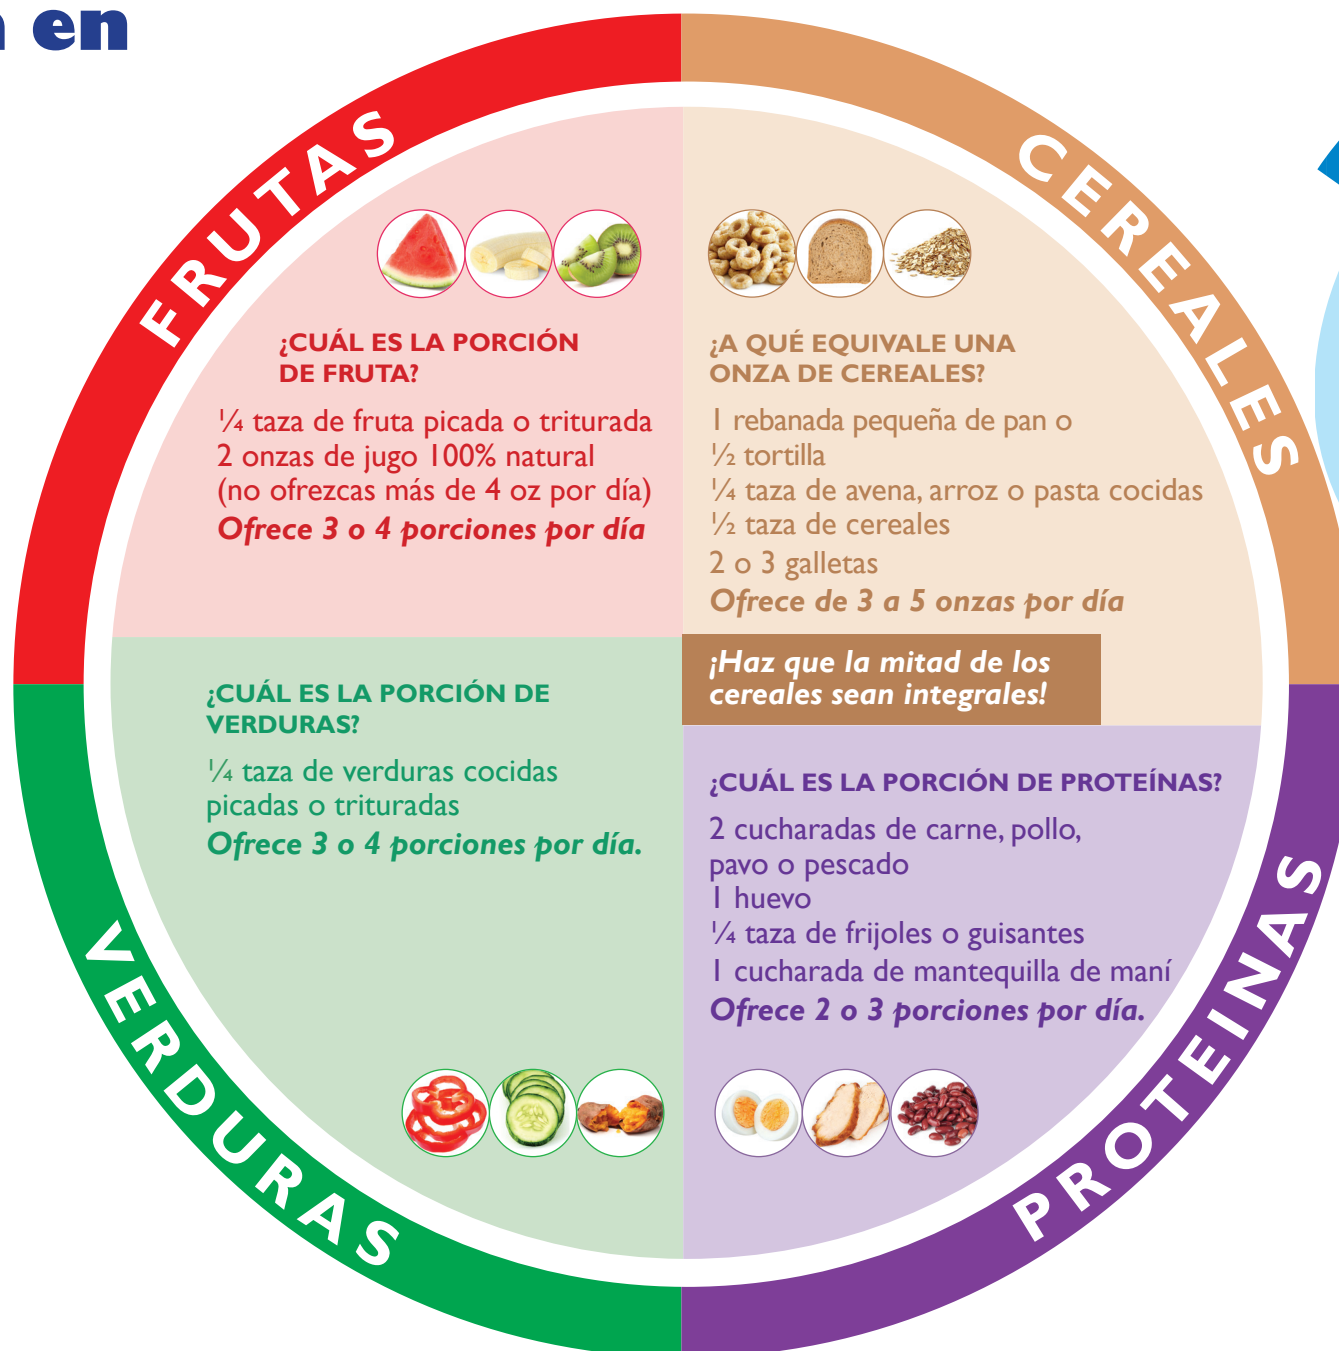 en
FRUTAS
¿CUÁL ES LA PORCIÓN
DE FRUTA?
¼ taza de fruta picada o triturada
2 onzas de jugo 100% natural
(no ofrezcas más de 4 oz por día)
Ofrece 3 o 4 porciones por día
CEREALES
¿A QUÉ EQUIVALE UNA
ONZA DE CEREALES?
1 rebanada pequeña de pan o
½ tortilla
¼ taza de avena, arroz o pasta cocidas
½ taza de cereales
2 o 3 galletas
Ofrece de 3 a 5 onzas por día
¡Haz que la mitad de los
cereales sean integrales!
VERDURAS
¿CUÁL ES LA PORCIÓN DE
VERDURAS?
¼ taza de verduras cocidas
picadas o trituradas
Ofrece 3 o 4 porciones por día.
PROTEINAS
¿CUÁL ES LA PORCIÓN DE PROTEÍNAS?
2 cucharadas de carne, pollo,
pavo o pescado
1 huevo
¼ taza de frijoles o guisantes
1 cucharada de mantequilla de maní
Ofrece 2 o 3 porciones por día.